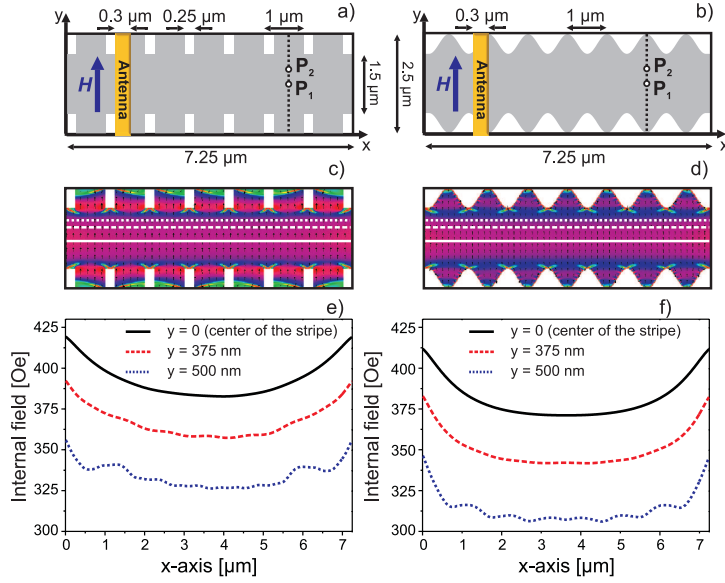 a)
0.3 μm 0.25 μm 1 μm
y
H
Antenna
P2
P1
1.5 μm
2.5 μm
x
7.25 μm
b)
0.3 μm 1 μm
y
H
Antenna
P2
P1
x
7.25 μm
c)
d)
e)
y = 0 (center of the stripe)
y = 375 nm
y = 500 nm
Internal field [Oe]
425
400
375
350
325
300
0 1 2 3 4 5 6 7
x-axis [μm]
f)
y = 0 (center of the stripe)
y = 375 nm
y = 500 nm
Internal field [Oe]
425
400
375
350
325
300
0 1 2 3 4 5 6 7
x-axis [μm]